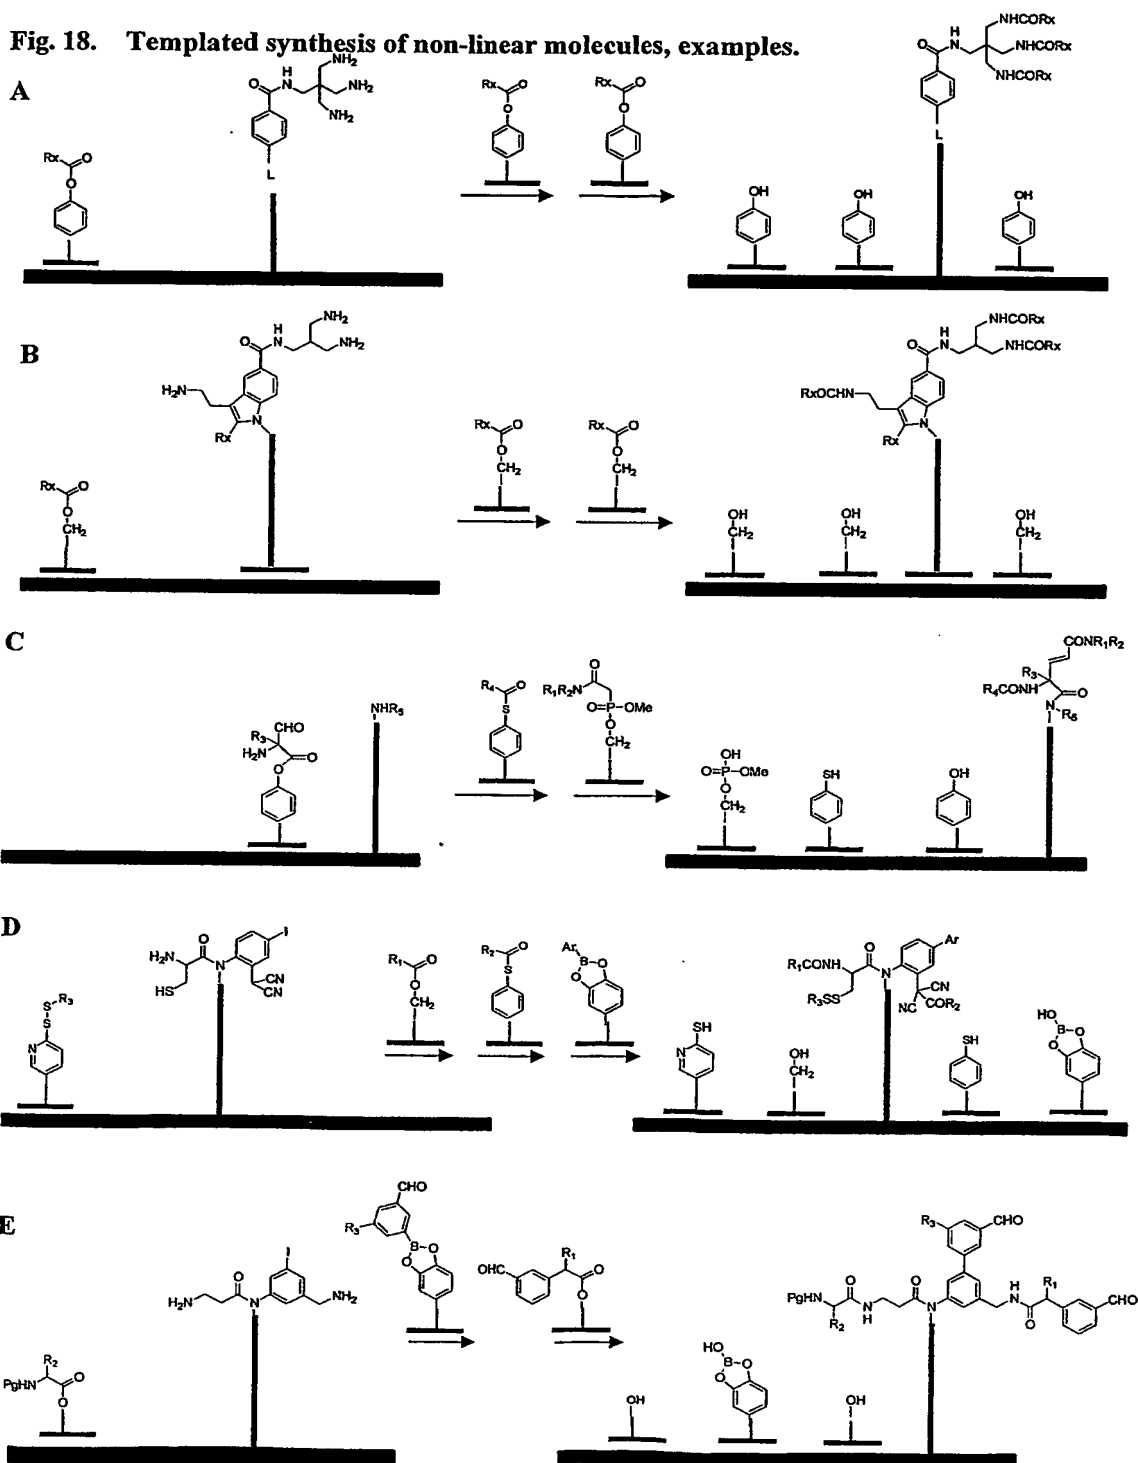 Fig. 18. Templated synthesis of non-linear molecules, examples.
A
Rx O
O
O H
N NH₂
NH₂
NH₂
L
Rx O
O
Rx O
O
O H
N NHCORx
NHCORx
NHCORx
L
OH
OH
OH
B
Rx O
O
CH₂
H₂N
O H
N NH₂
NH₂
Rx N
Rx O
O
CH₂
Rx O
O
CH₂
RxOCHN
O H
N NHCORx
NHCORx
Rx N
OH
CH₂
OH
CH₂
OH
CH₂
C
R₃ CHO
H₂N
O O
NHR₅
R₄ O
S
O
R₁R₂N
O=P–OMe
O
CH₂
OH
O=P–OMe
O
CH₂
SH
OH
CONR₁R₂
R₃
R₄CONH O
N
R₅
D
S R₃
S
N
H₂N O
N
HS
I
CN
CN
R₁ O
O
CH₂
R₂ O
S
Ar
B–O
O
SH
N
OH
CH₂
R₁CONH O
N
R₃SS
Ar
CN
NC COR₂
SH
HO
B–O
O
E
R₂
PgHN O
O
H₂N O
N
I
NH₂
CHO
R₃
B–O
O
OHC R₁
O
O
OH
HO
B–O
O
OH
R₃ CHO
PgHN O
R₂ N
H
O
N
H
N R₁
O
CHO